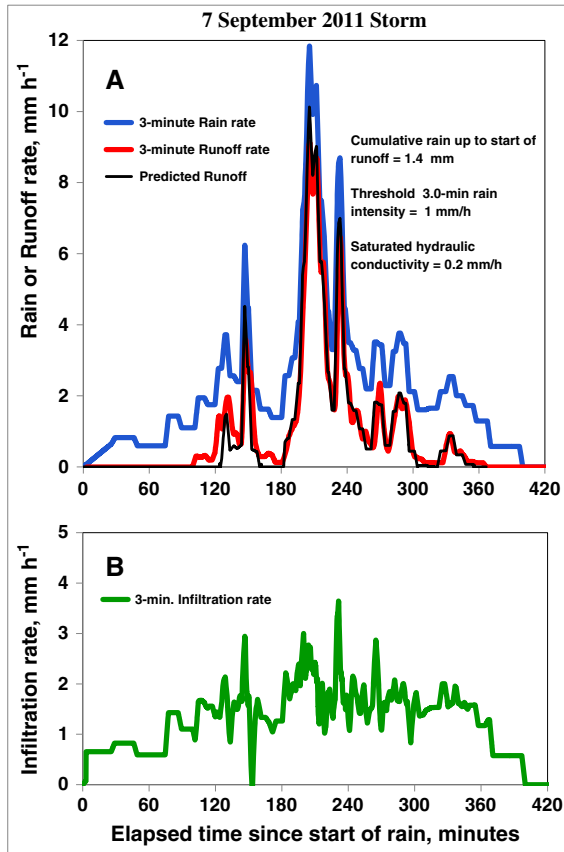 7 September 2011 Storm
12
10
8
6
4
2
0
Rain or Runoff rate, mm h-1
A
3-minute Rain rate
3-minute Runoff rate
Predicted Runoff
Cumulative rain up to start of
runoff = 1.4 mm
Threshold 3.0-min rain
intensity = 1 mm/h
Saturated hydraulic
conductivity = 0.2 mm/h
0 60 120 180 240 300 360 420
5
4
3
2
1
0
Infiltration rate, mm h-1
B
3-min. Infiltration rate
0 60 120 180 240 300 360 420
Elapsed time since start of rain, minutes